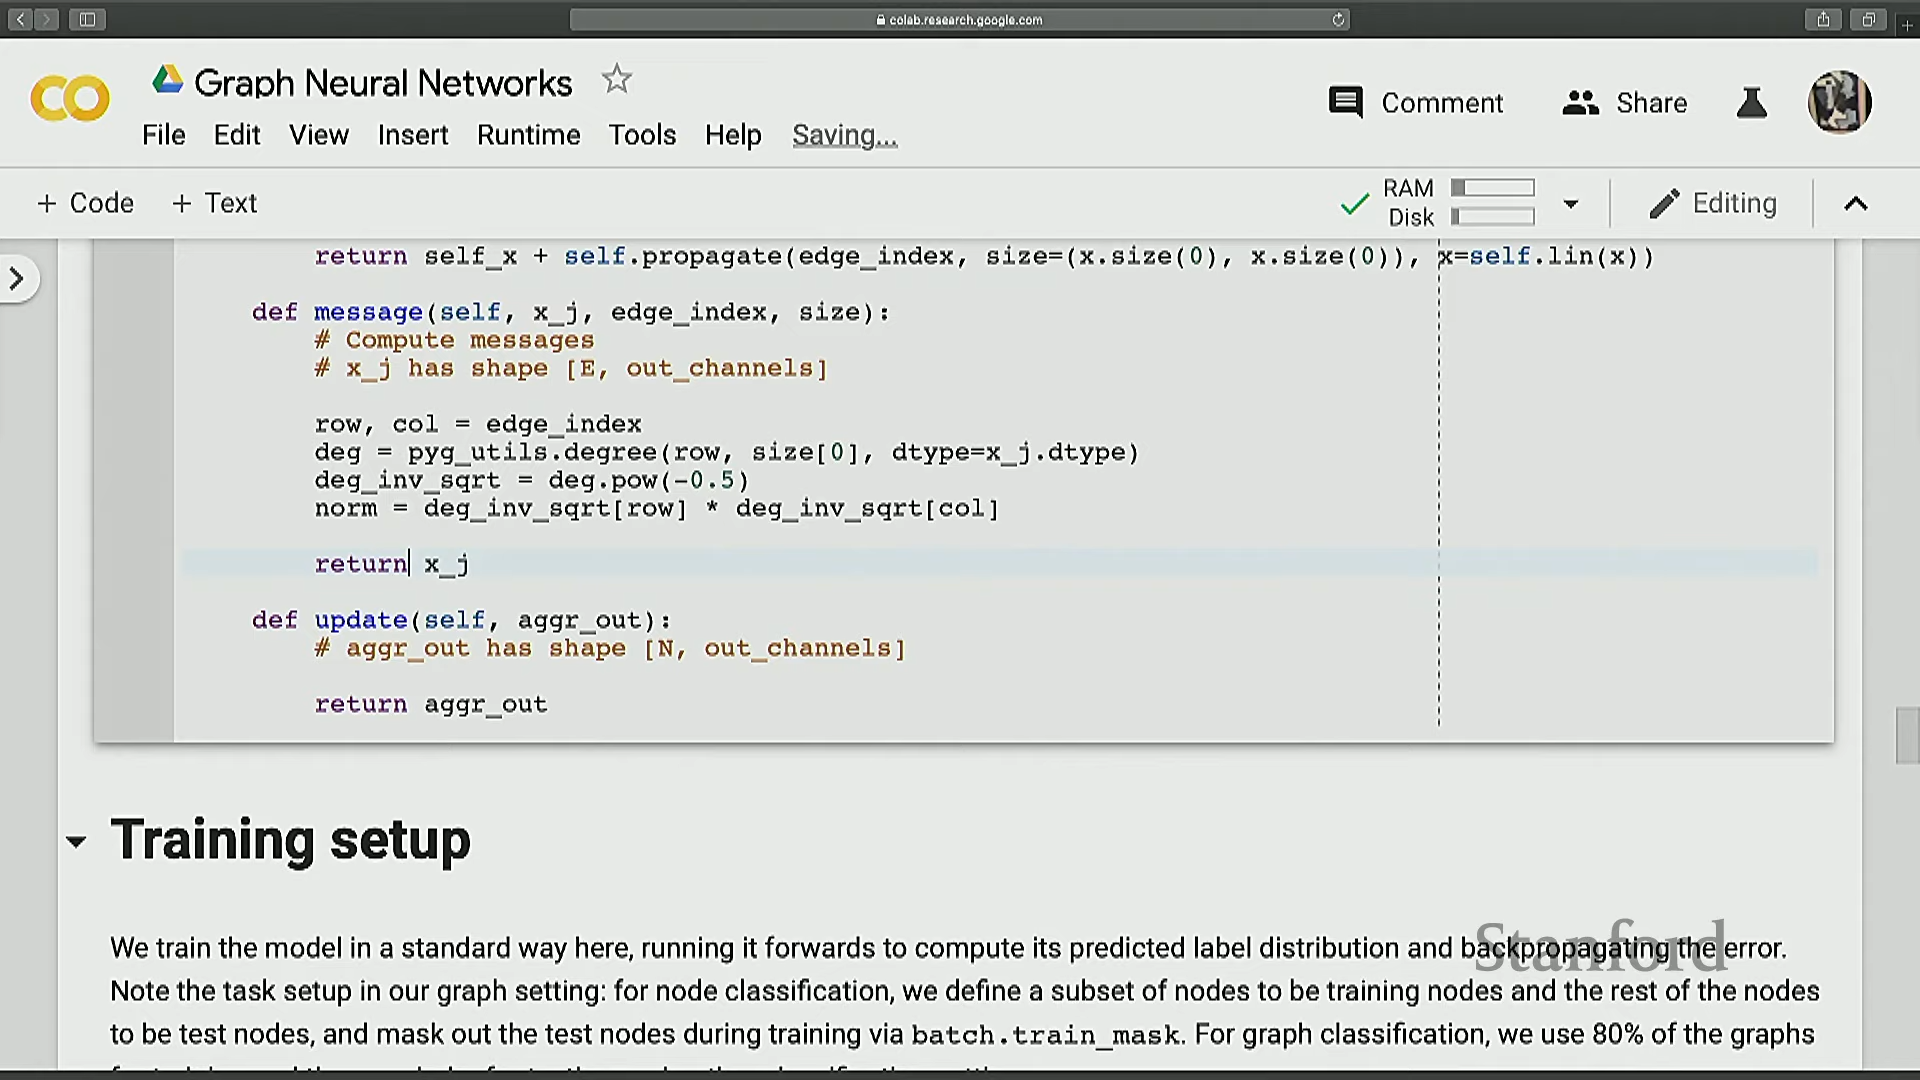 colab.research.google.com
Graph Neural Networks
Comment
Share
File Edit View Insert Runtime Tools Help Saving...
+ Code + Text
RAM
Disk
Editing
return self_x + self.propagate(edge_index, size=(x.size(0), x.size(0)), x=self.lin(x))
def message(self, x_j, edge_index, size):
# Compute messages
# x_j has shape [E, out_channels]
row, col = edge_index
deg = pyg_utils.degree(row, size[0], dtype=x_j.dtype)
deg_inv_sqrt = deg.pow(-0.5)
norm = deg_inv_sqrt[row] * deg_inv_sqrt[col]
return x_j
def update(self, aggr_out):
# aggr_out has shape [N, out_channels]
return aggr_out
Training setup
We train the model in a standard way here, running it forwards to compute its predicted label distribution and backpropagating the error.
Note the task setup in our graph setting: for node classification, we define a subset of nodes to be training nodes and the rest of the nodes
to be test nodes, and mask out the test nodes during training via batch.train_mask. For graph classification, we use 80% of the graphs
Stanford